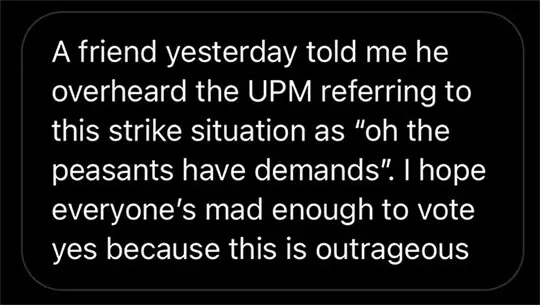 A friend yesterday told me he
overheard the UPM referring to
this strike situation as “oh the
peasants have demands”. I hope
everyone’s mad enough to vote
yes because this is outrageous